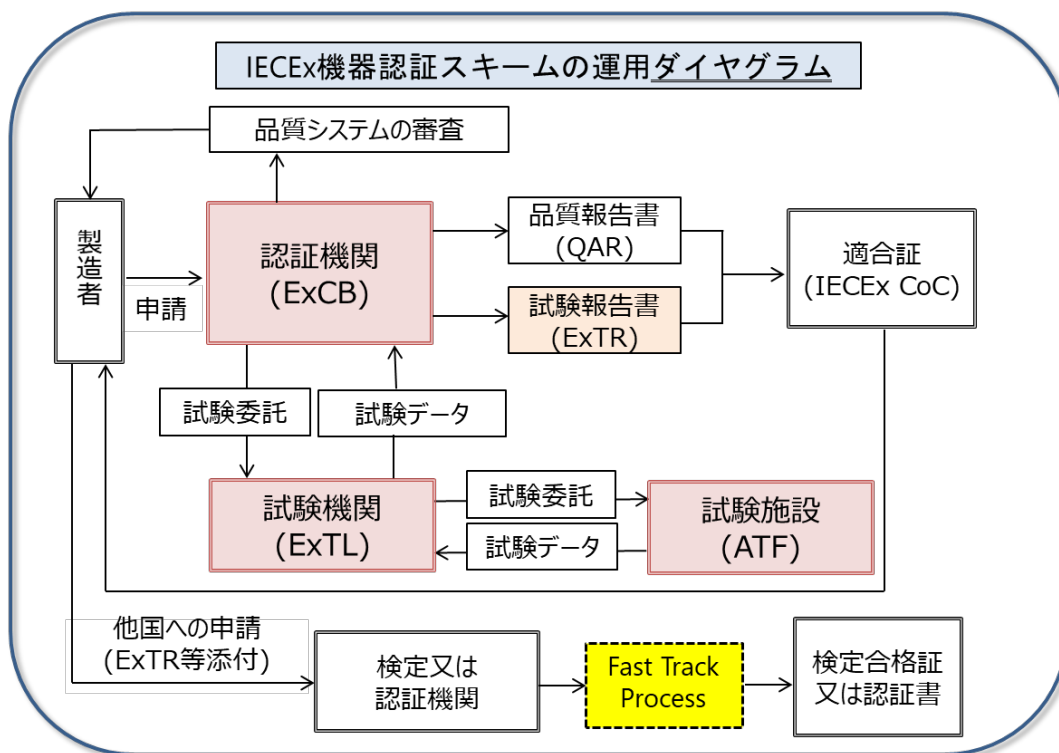 IECEx機器認証スキームの運用ダイヤグラム
品質システムの審査
製造者
申請
認証機関
(ExCB)
品質報告書
(QAR)
試験報告書
(ExTR)
適合証
(IECEx CoC)
試験委託
試験データ
試験機関
(ExTL)
試験委託
試験データ
試験施設
(ATF)
他国への申請
(ExTR等添付)
検定又は
認証機関
Fast Track
Process
検定合格証
又は認証書